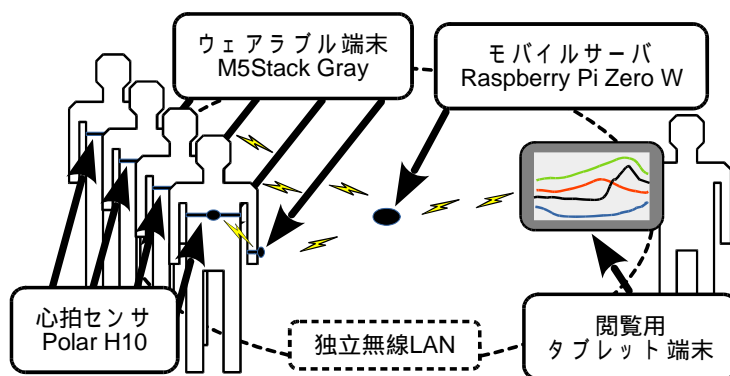 ウェアラブル端末
M5Stack Gray
モバイルサーバ
Raspberry Pi Zero W
心拍センサ
Polar H10
独立無線LAN
閲覧用
タブレット端末